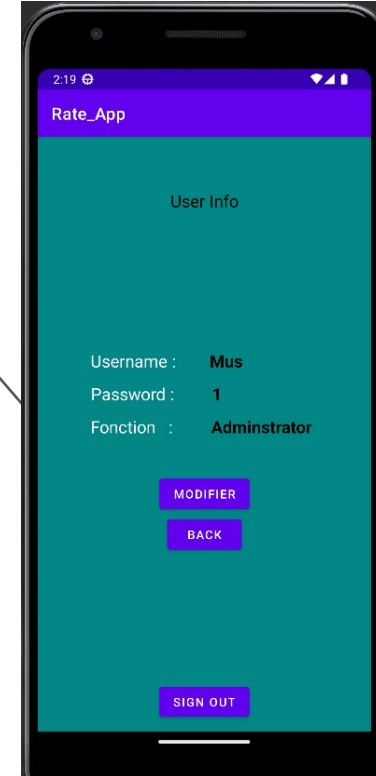 2:19
Rate_App
User Info
Username : Mus
Password : 1
Fonction : Adminstrator
MODIFIER
BACK
SIGN OUT